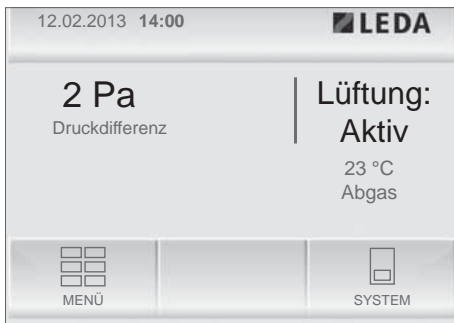 12.02.2013 14:00
LEDA
2 Pa
Druckdifferenz
Lüftung:
Aktiv
23 °C
Abgas
MENÜ
SYSTEM